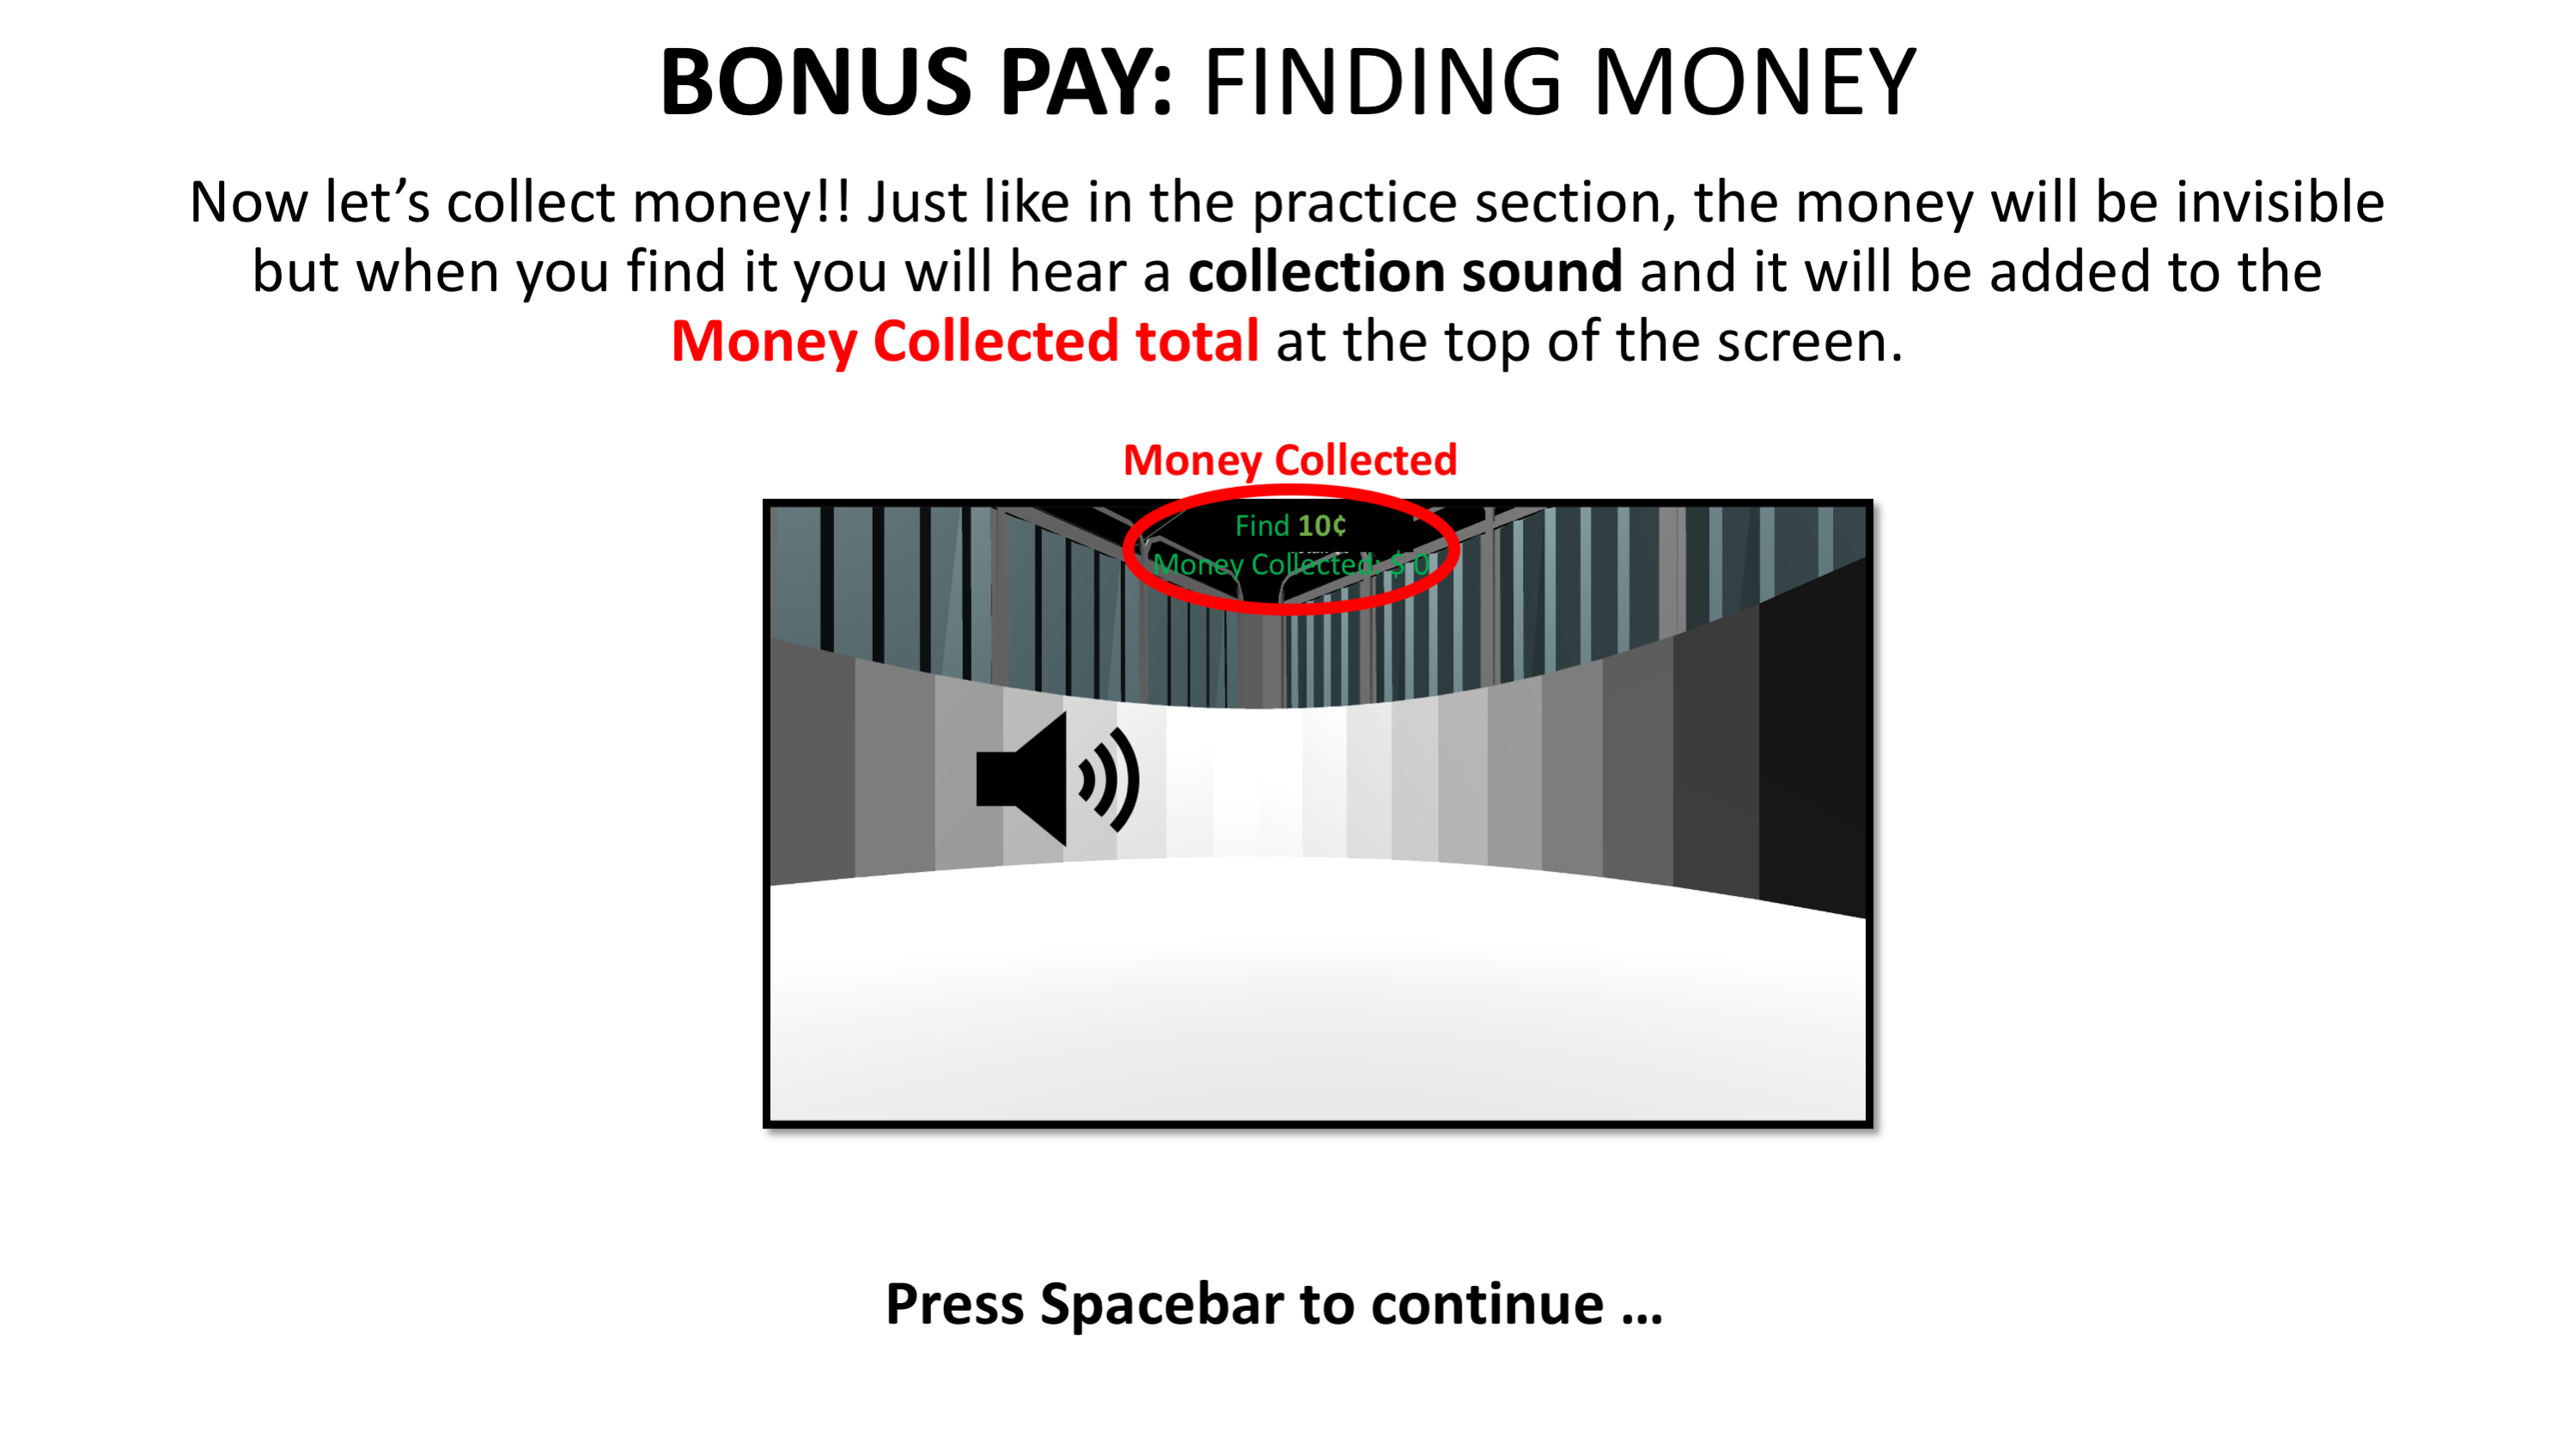 BONUS PAY: FINDING MONEY
Now let’s collect money!! Just like in the practice section, the money will be invisible
but when you find it you will hear a collection sound and it will be added to the
Money Collected total at the top of the screen.
Money Collected
Find 10¢
Money Collected: $ 0
Press Spacebar to continue …